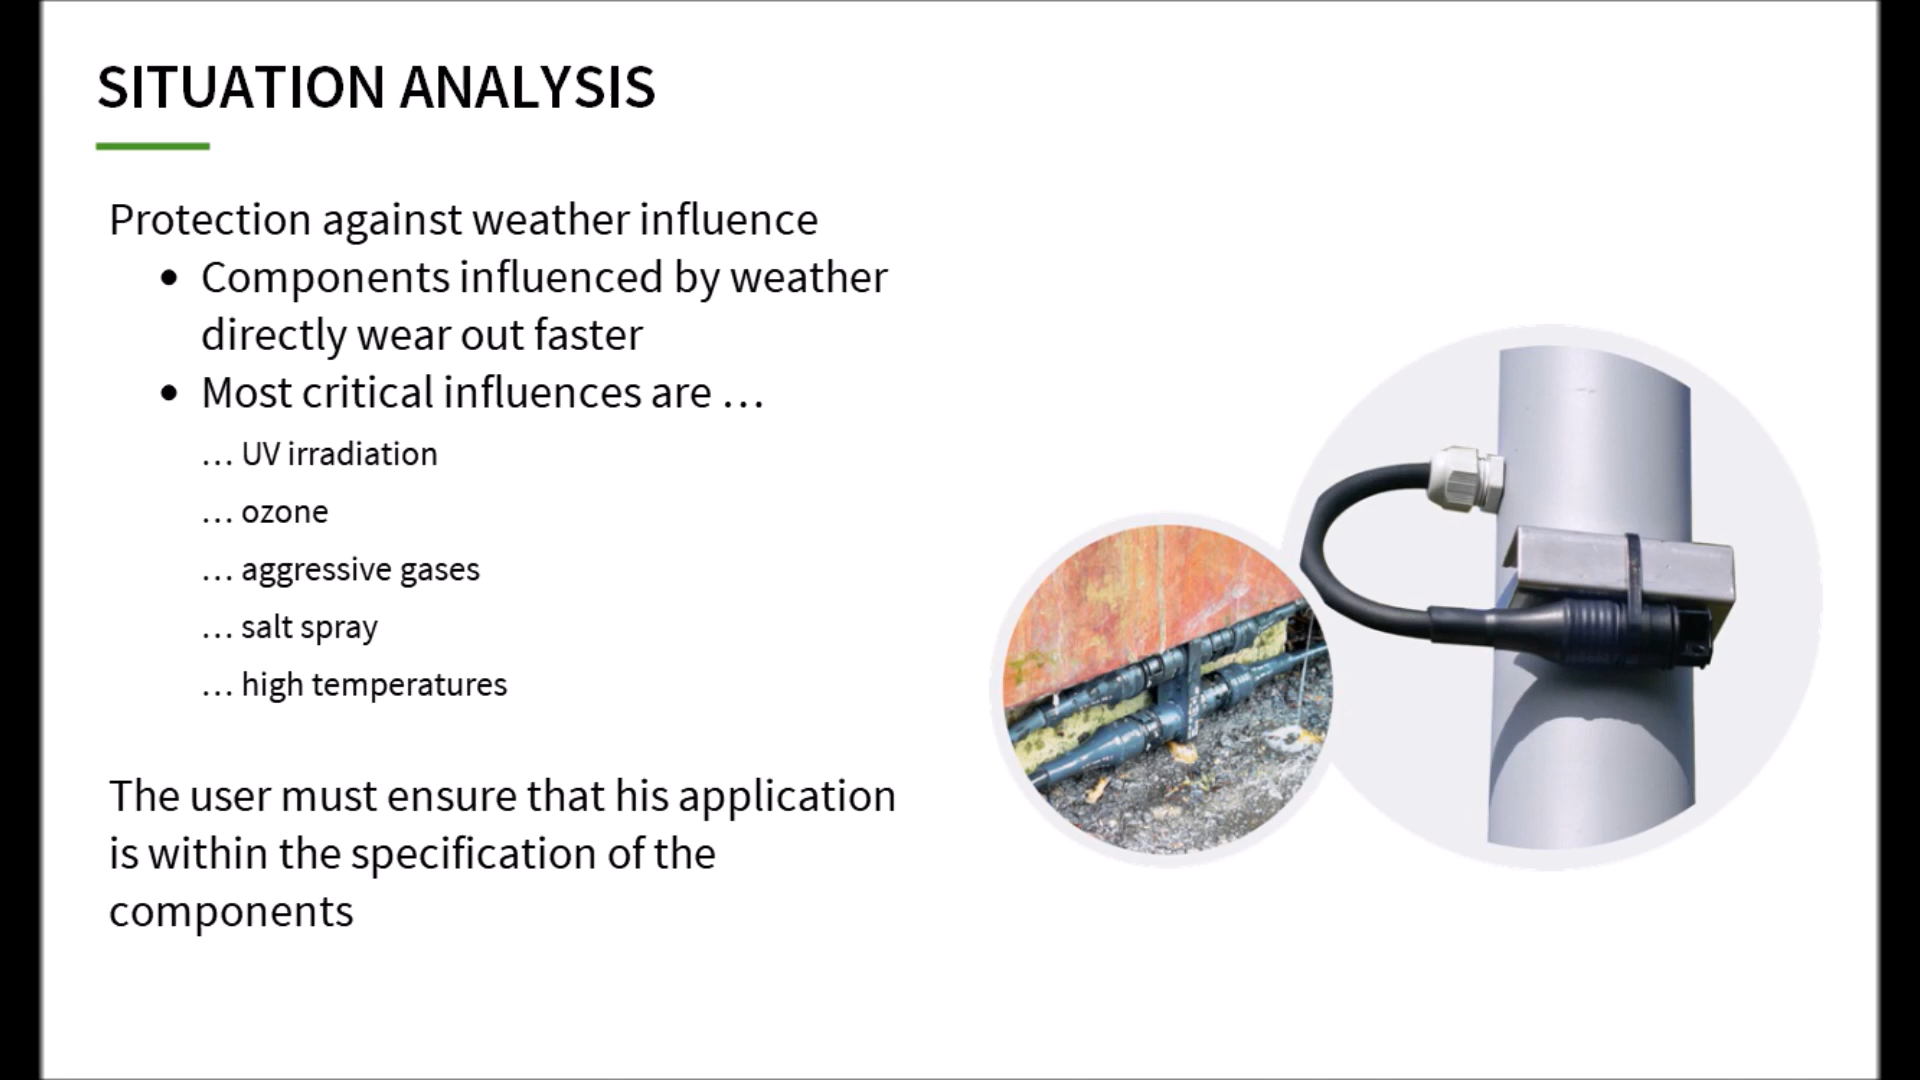 SITUATION ANALYSIS
Protection against weather influence
• Components influenced by weather
directly wear out faster
• Most critical influences are …
… UV irradiation
… ozone
… aggressive gases
… salt spray
… high temperatures
The user must ensure that his application
is within the specification of the
components